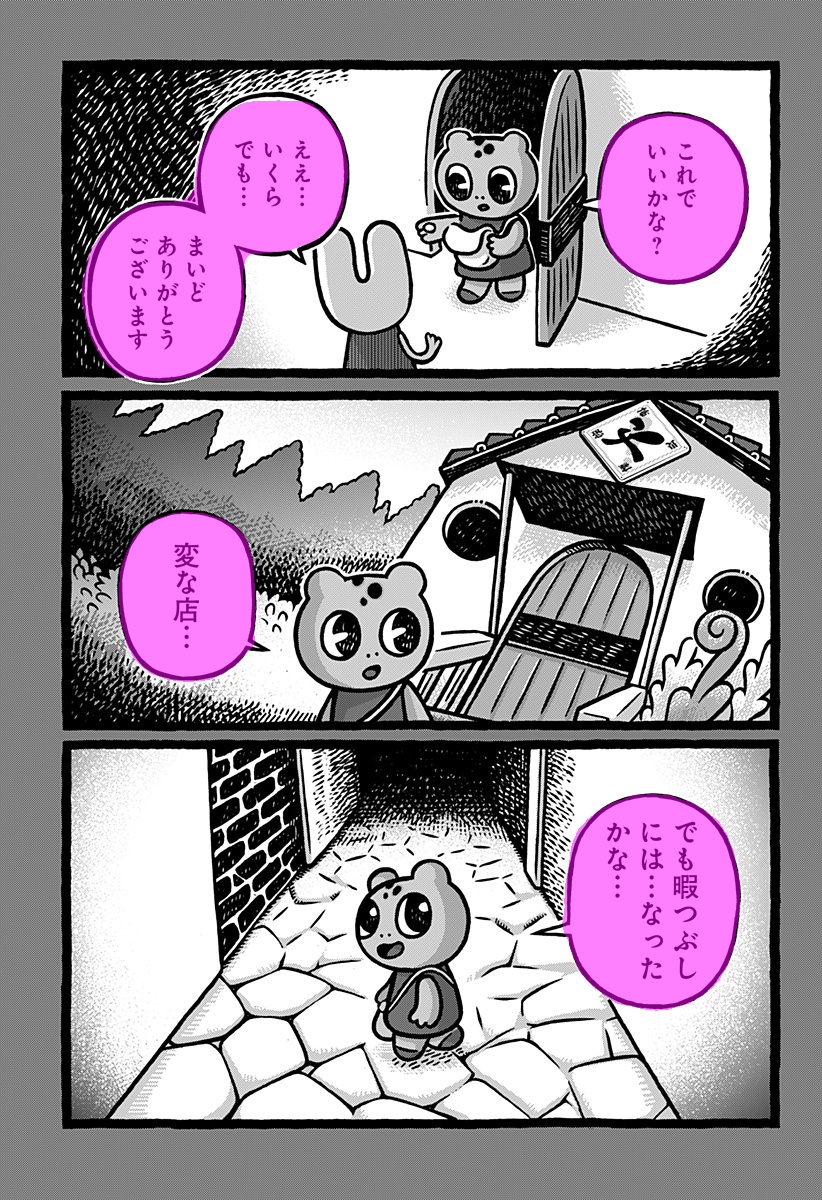 これで
いいかな?
ええ…
いくら
でも…
まいど
ありがとう
ございます
変な店…
でも暇つぶし
には…なった
かな…